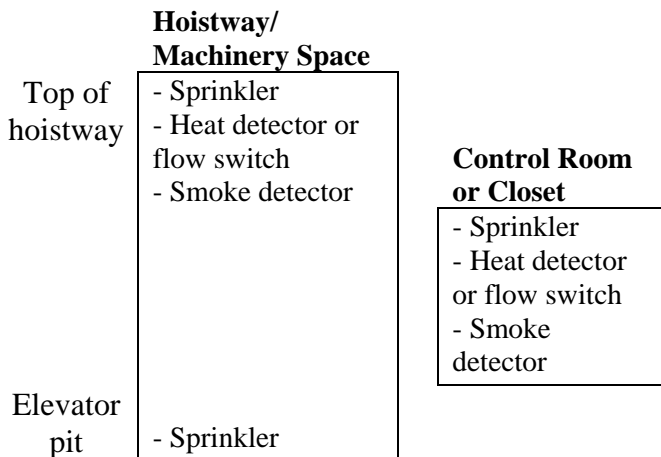 Hoistway/
Machinery Space
Top of
hoistway
- Sprinkler
- Heat detector or
flow switch
- Smoke detector
Control Room
or Closet
- Sprinkler
- Heat detector
or flow switch
- Smoke
detector
Elevator
pit
- Sprinkler